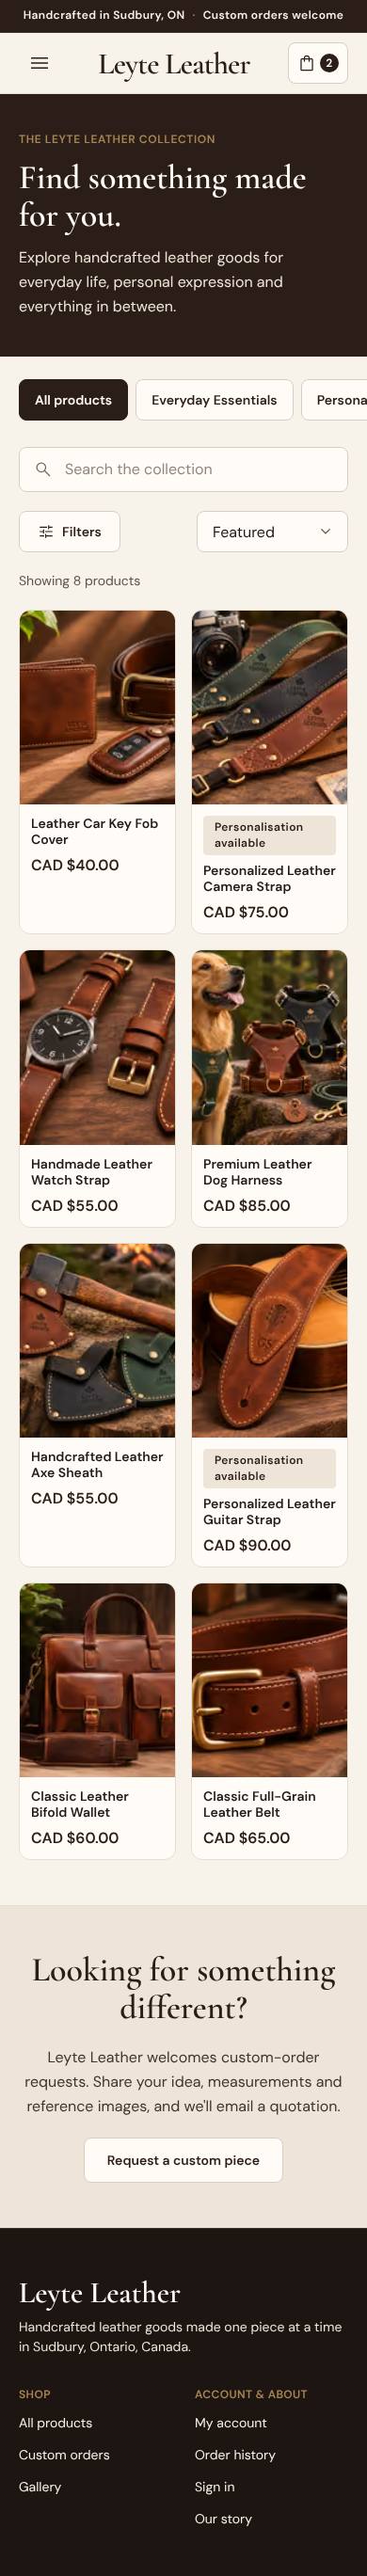 Handcrafted in Sudbury, ON · Custom orders welcome
Leyte Leather
2
THE LEYTE LEATHER COLLECTION
Find something made
for you.
Explore handcrafted leather goods for
everyday life, personal expression and
everything in between.
All products
Everyday Essentials
Persona
Search the collection
Filters
Featured
Showing 8 products
Leather Car Key Fob
Cover
CAD $40.00
Personalisation
available
Personalized Leather
Camera Strap
CAD $75.00
Handmade Leather
Watch Strap
CAD $55.00
Premium Leather
Dog Harness
CAD $85.00
Handcrafted Leather
Axe Sheath
CAD $55.00
Personalisation
available
Personalized Leather
Guitar Strap
CAD $90.00
Classic Leather
Bifold Wallet
CAD $60.00
Classic Full-Grain
Leather Belt
CAD $65.00
Looking for something
different?
Leyte Leather welcomes custom-order
requests. Share your idea, measurements and
reference images, and we'll email a quotation.
Request a custom piece
Leyte Leather
Handcrafted leather goods made one piece at a time
in Sudbury, Ontario, Canada.
SHOP
All products
Custom orders
Gallery
ACCOUNT & ABOUT
My account
Order history
Sign in
Our story